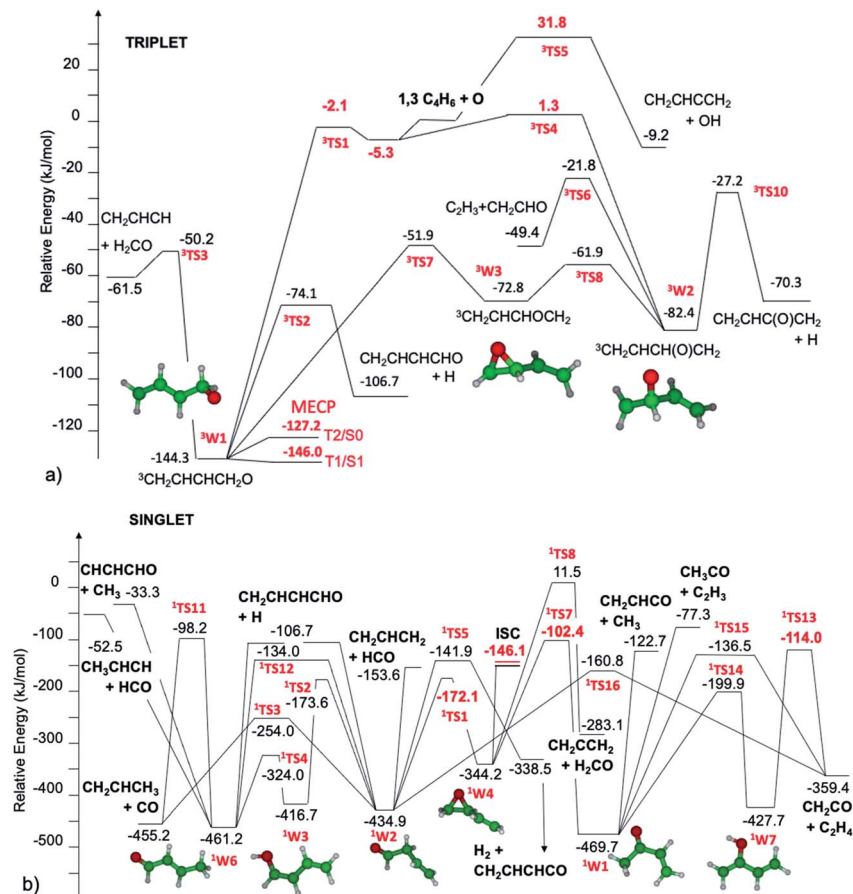 TRIPLET
31.8
³TS5
20
-2.1
1,3 C₄H₆ + O
1.3
CH₂CHCCH₂
+ OH
0
³TS1
-5.3
³TS4
-9.2
-20
-21.8
-27.2
C₂H₃+CH₂CHO
³TS6
³TS10
-40
CH₂CHCH
+ H₂CO
-50.2
³TS3
-51.9
-49.4
-60
-61.5
³TS7
³W3
-61.9
³TS8
³W2
-70.3
-74.1
-72.8
-80
³TS2
³CH₂CHCHOCH₂
-82.4
CH₂CHC(O)CH₂
+ H
³CH₂CHCH(O)CH₂
-100
CH₂CHCHCHO
+ H
-106.7
MECP
-120
³W1
-127.2
T2/S0
-144.3
-146.0
T1/S1
a)
³CH₂CHCHCH₂O
Relative Energy (kJ/mol)
SINGLET
¹TS8
CHCHCHO
+ CH₃
-33.3
0
11.5
CH₃CO
+ C₂H₃
CH₂CHCHCHO
+ H
¹TS11
-52.5
-98.2
ISC
¹TS7
CH₂CHCO
+ CH₃
-77.3
¹TS13
-100
-106.7
CH₂CHCH₂
+ HCO
¹TS5
-102.4
¹TS15
-114.0
CH₃CHCH
+ HCO
-134.0
-141.9
-146.1
-122.7
-136.5
¹TS12
-153.6
-160.8
¹TS14
¹TS2
-173.6
-172.1
¹TS16
-199.9
-200
¹TS3
¹TS1
-254.0
-283.1
-300
¹TS4
CH₂CCH₂
+ H₂CO
-324.0
-344.2
-338.5
-359.4
CH₂CHCH₃
+ CO
¹W4
CH₂CO
+ C₂H₄
-400
-416.7
-434.9
-427.7
-455.2
-461.2
¹W3
¹W2
H₂ +
CH₂CHCHCO
-469.7
¹W7
-500
¹W6
¹W1
b)
Relative Energy (kJ/mol)